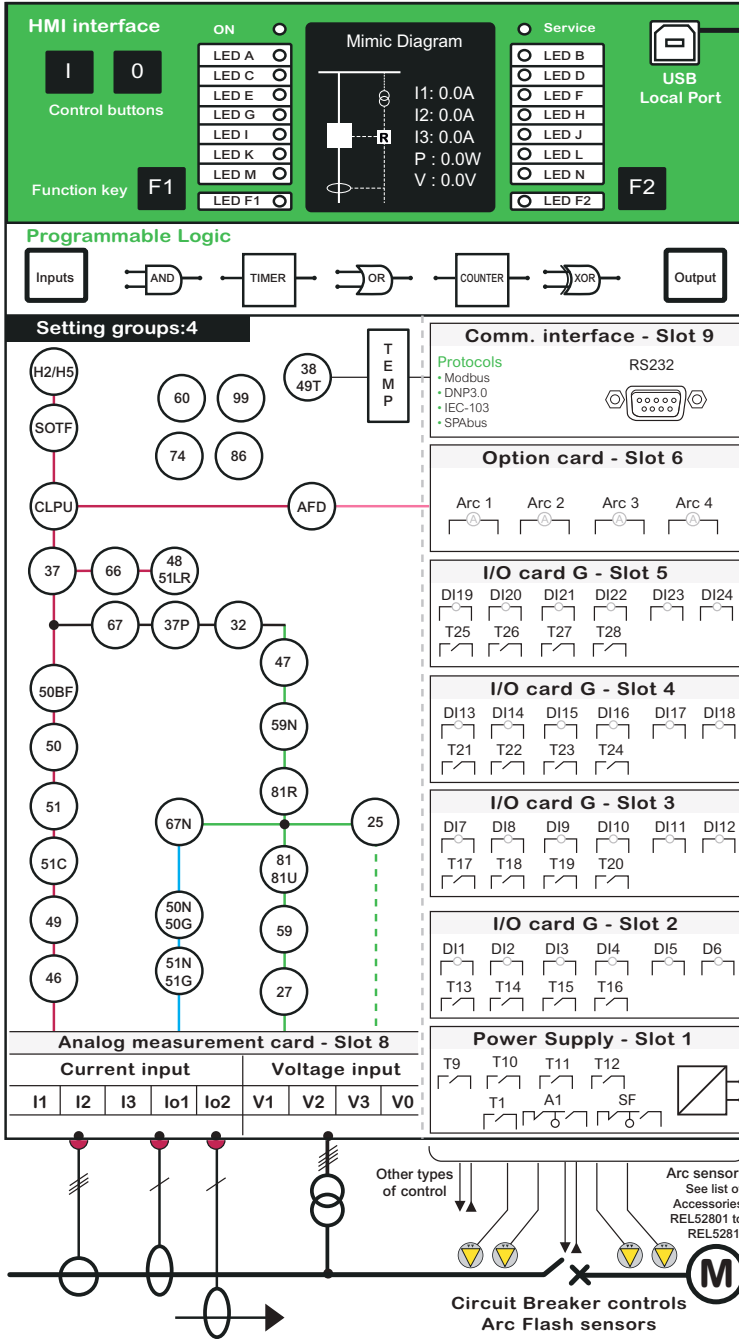 HMI interface
ON
Service
I
0
Control buttons
LED A
LED C
LED E
LED G
LED I
LED K
LED M
LED F1
Mimic Diagram
R
I1: 0.0A
I2: 0.0A
I3: 0.0A
P : 0.0W
V : 0.0V
LED B
LED D
LED F
LED H
LED J
LED L
LED N
LED F2
USB
Local Port
Function key
F1
F2
Programmable Logic
Inputs
AND
TIMER
OR
COUNTER
XOR
Output
Setting groups:4
H2/H5
SOTF
60
99
74
86
38
49T
TEMP
CLPU
AFD
37
66
48
51LR
67
37P
32
47
50BF
59N
50
81R
51
67N
25
51C
81
81U
50N
50G
49
59
51N
51G
46
27
Comm. interface - Slot 9
Protocols
• Modbus
• DNP3.0
• IEC-103
• SPAbus
RS232
Option card - Slot 6
Arc 1 Arc 2 Arc 3 Arc 4
A A A A
I/O card G - Slot 5
DI19 DI20 DI21 DI22 DI23 DI24
T25 T26 T27 T28
I/O card G - Slot 4
DI13 DI14 DI15 DI16 DI17 DI18
T21 T22 T23 T24
I/O card G - Slot 3
DI7 DI8 DI9 DI10 DI11 DI12
T17 T18 T19 T20
I/O card G - Slot 2
DI1 DI2 DI3 DI4 DI5 D6
T13 T14 T15 T16
Power Supply - Slot 1
T9 T10 T11 T12
T1 A1 SF
Analog measurement card - Slot 8
Current input
Voltage input
I1 I2 I3 Io1 Io2 V1 V2 V3 V0
Other types
of control
Arc sensor
See list o
Accessories
REL52801 to
REL5281
M
Circuit Breaker controls
Arc Flash sensors